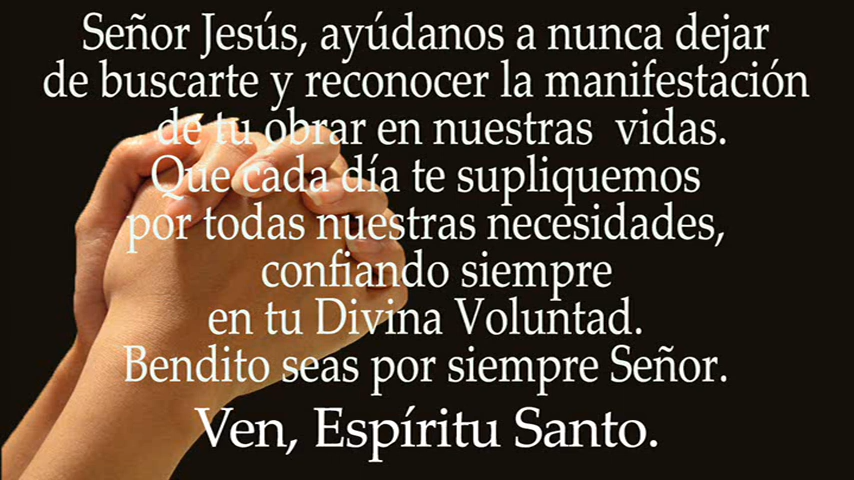 Señor Jesús, ayúdanos a nunca dejar
de buscarte y reconocer la manifestación
de tu obrar en nuestras vidas.
Que cada día te supliquemos
por todas nuestras necesidades,
confiando siempre
en tu Divina Voluntad.
Bendito seas por siempre Señor.
Ven, Espíritu Santo.